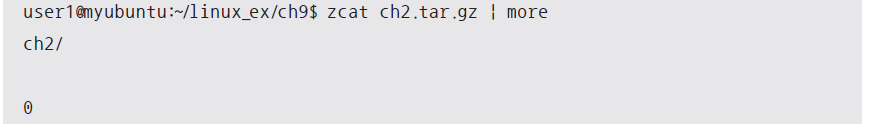 user1@myubuntu:~/linux_ex/ch9$ zcat ch2.tar.gz | more
ch2/
0